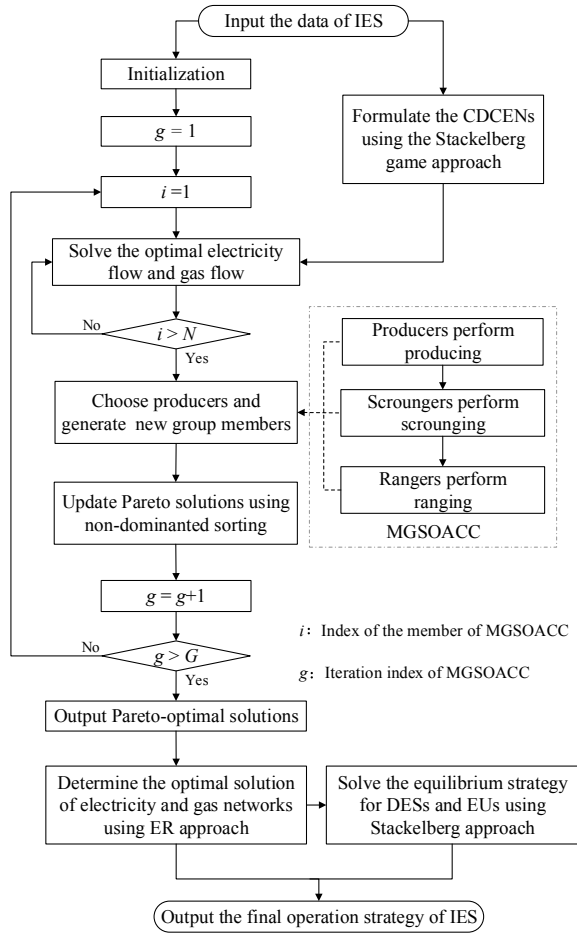 Input the data of IES
Initialization
g = 1
Formulate the CDCENs
using the Stackelberg
game approach
i =1
Solve the optimal electricity
flow and gas flow
No
i > N
Yes
Producers perform
producing
Choose producers and
generate new group members
Scroungers perform
scrounging
Rangers perform
ranging
MGSOACC
Update Pareto solutions using
non-dominanted sorting
g = g+1
i: Index of the member of MGSOACC
No
g > G
Yes
g: Iteration index of MGSOACC
Output Pareto-optimal solutions
Determine the optimal solution
of electricity and gas networks
using ER approach
Solve the equilibrium strategy
for DESs and EUs using
Stackelberg approach
Output the final operation strategy of IES